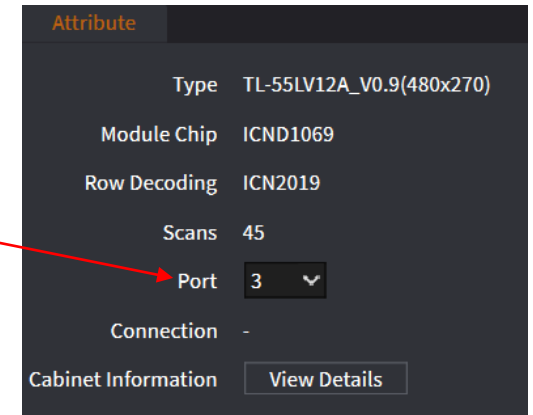 Attribute
Type TL-55LV12A_V0.9(480x270)
Module Chip ICND1069
Row Decoding ICN2019
Scans 45
Port 3
Connection -
Cabinet Information View Details